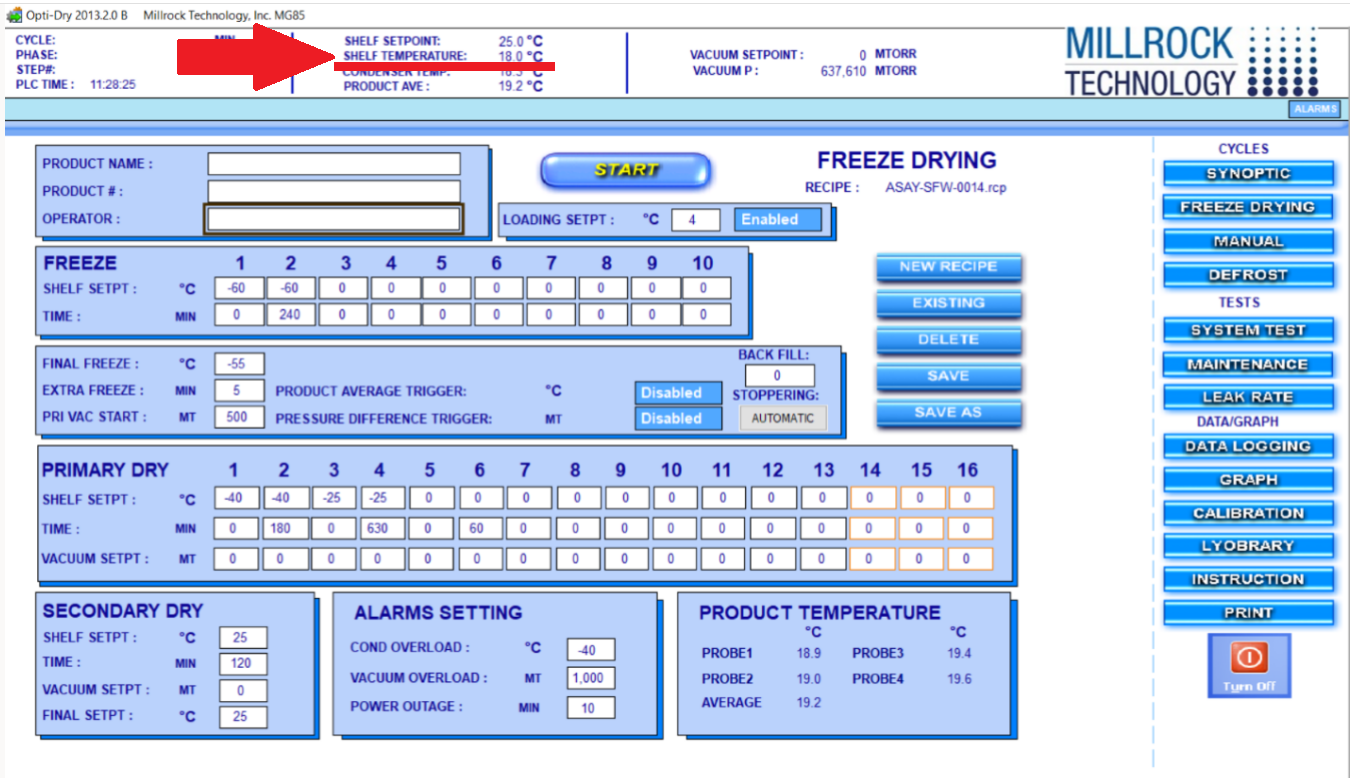 Opti-Dry 2013.2.0 B Millrock Technology, Inc. MG85
CYCLE: MIN
PHASE:
STEP#:
PLC TIME : 11:28:25
SHELF SETPOINT: 25.0 °C
SHELF TEMPERATURE: 18.0 °C
CONDENSER TEMP: 18.5 °C
PRODUCT AVE : 19.2 °C
VACUUM SETPOINT : 0 MTORR
VACUUM P : 637,610 MTORR
MILLROCK
TECHNOLOGY
ALARMS
PRODUCT NAME :
PRODUCT # :
OPERATOR :
START
FREEZE DRYING
RECIPE : ASAY-SFW-0014.rcp
LOADING SETPT : °C 4 Enabled
FREEZE 1 2 3 4 5 6 7 8 9 10
SHELF SETPT : °C -60 -60 0 0 0 0 0 0 0 0
TIME : MIN 0 240 0 0 0 0 0 0 0 0
NEW RECIPE
EXISTING
DELETE
SAVE
SAVE AS
FINAL FREEZE : °C -55
EXTRA FREEZE : MIN 5 PRODUCT AVERAGE TRIGGER: °C Disabled
PRI VAC START : MT 500 PRESSURE DIFFERENCE TRIGGER: MT Disabled
BACK FILL:
0
STOPPERING:
AUTOMATIC
PRIMARY DRY 1 2 3 4 5 6 7 8 9 10 11 12 13 14 15 16
SHELF SETPT : °C -40 -40 -25 -25 0 0 0 0 0 0 0 0 0 0 0 0
TIME : MIN 0 180 0 630 0 60 0 0 0 0 0 0 0 0 0 0
VACUUM SETPT : MT 0 0 0 0 0 0 0 0 0 0 0 0 0 0 0 0
SECONDARY DRY
SHELF SETPT : °C 25
TIME : MIN 120
VACUUM SETPT : MT 0
FINAL SETPT : °C 25
ALARMS SETTING
COND OVERLOAD : °C -40
VACUUM OVERLOAD : MT 1,000
POWER OUTAGE : MIN 10
PRODUCT TEMPERATURE
°C °C
PROBE1 18.9 PROBE3 19.4
PROBE2 19.0 PROBE4 19.6
AVERAGE 19.2
CYCLES
SYNOPTIC
FREEZE DRYING
MANUAL
DEFROST
TESTS
SYSTEM TEST
MAINTENANCE
LEAK RATE
DATA/GRAPH
DATA LOGGING
GRAPH
CALIBRATION
LYOBRARY
INSTRUCTION
PRINT
Turn Off